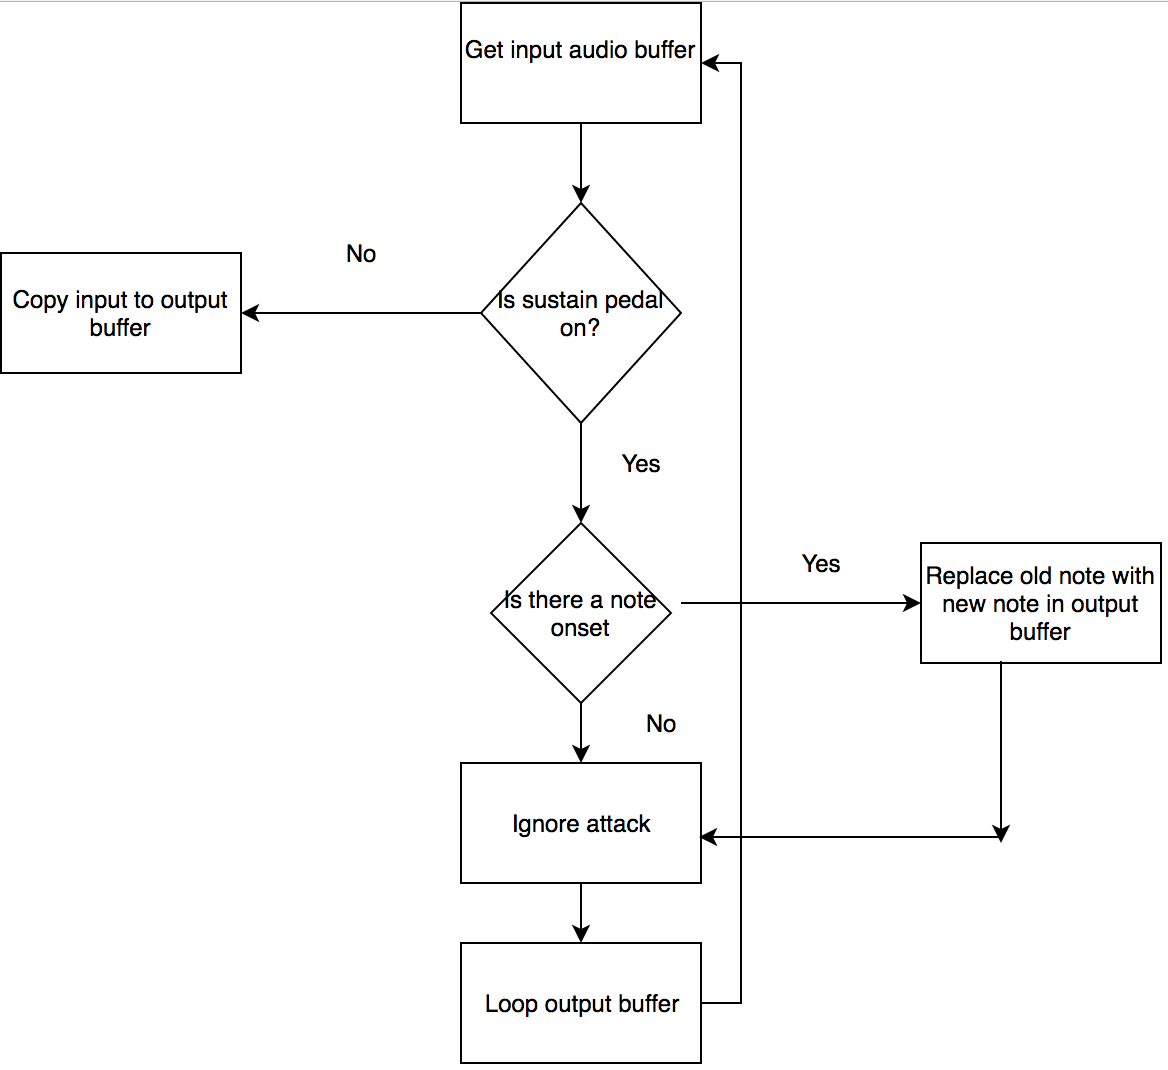 Get input audio buffer
No
Is sustain pedal
on?
Copy input to output
buffer
Yes
Is there a note
onset
Yes
Replace old note with
new note in output
buffer
No
Ignore attack
Loop output buffer